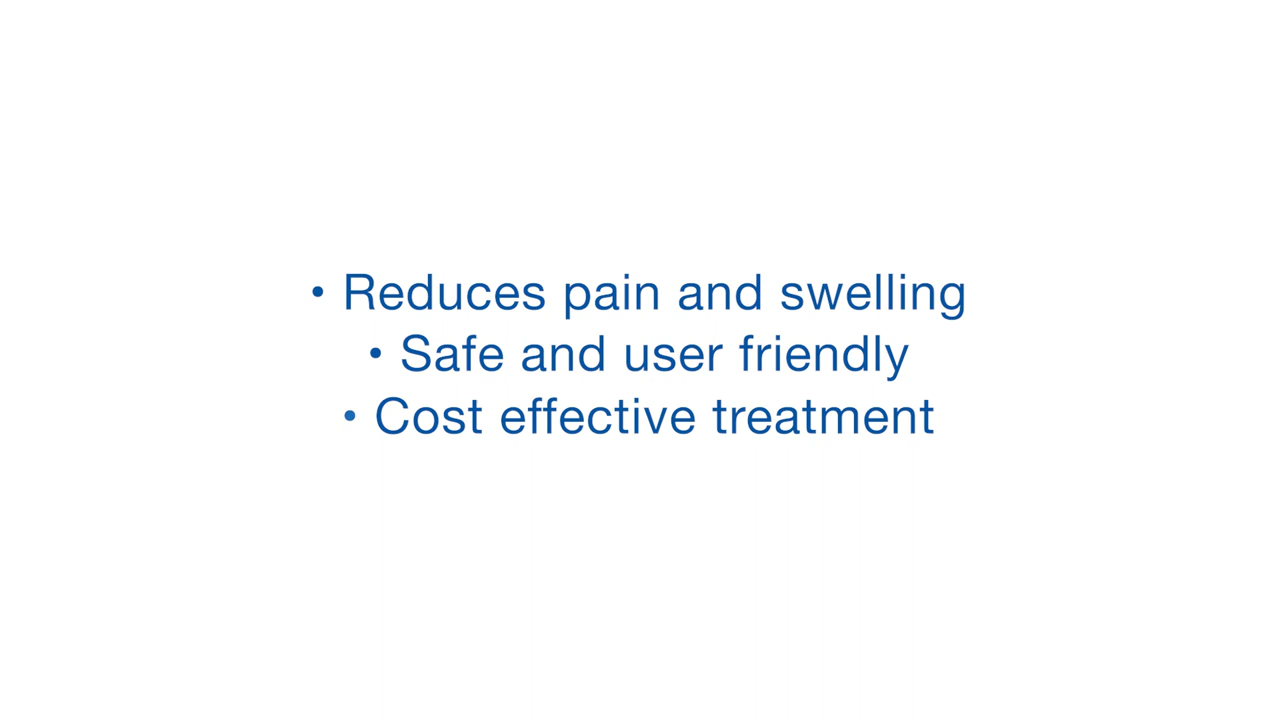 • Reduces pain and swelling
• Safe and user friendly
• Cost effective treatment